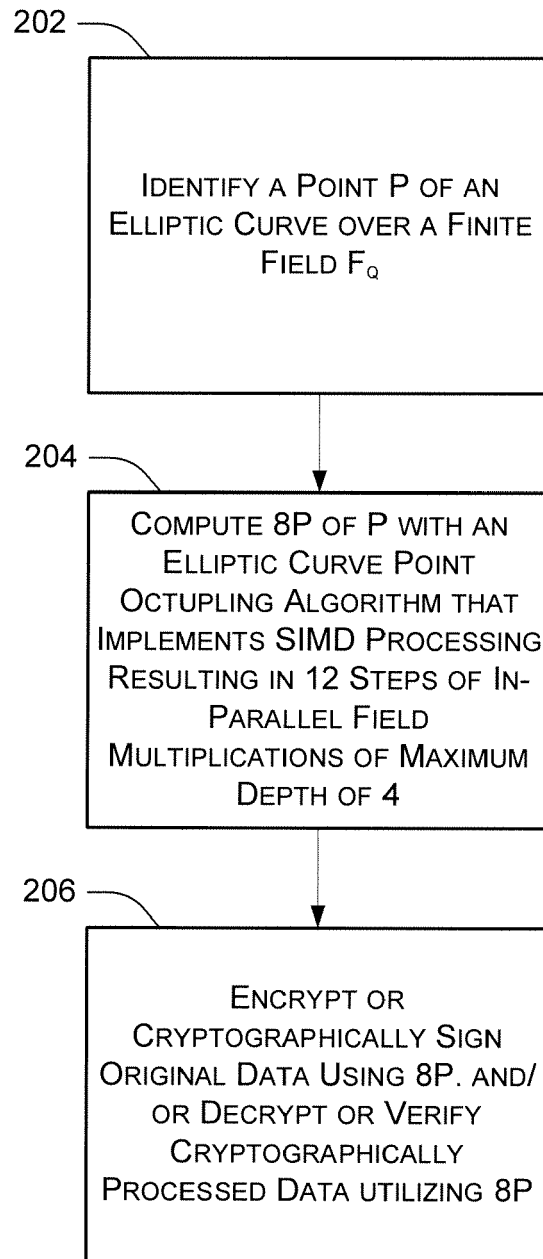 202
IDENTIFY A POINT P OF AN
ELLIPTIC CURVE OVER A FINITE
FIELD FQ
204
COMPUTE 8P OF P WITH AN
ELLIPTIC CURVE POINT
OCTUPLING ALGORITHM THAT
IMPLEMENTS SIMD PROCESSING
RESULTING IN 12 STEPS OF IN-
PARALLEL FIELD
MULTIPLICATIONS OF MAXIMUM
DEPTH OF 4
206
ENCRYPT OR
CRYPTOGRAPHICALLY SIGN
ORIGINAL DATA USING 8P. AND/
OR DECRYPT OR VERIFY
CRYPTOGRAPHICALLY
PROCESSED DATA UTILIZING 8P